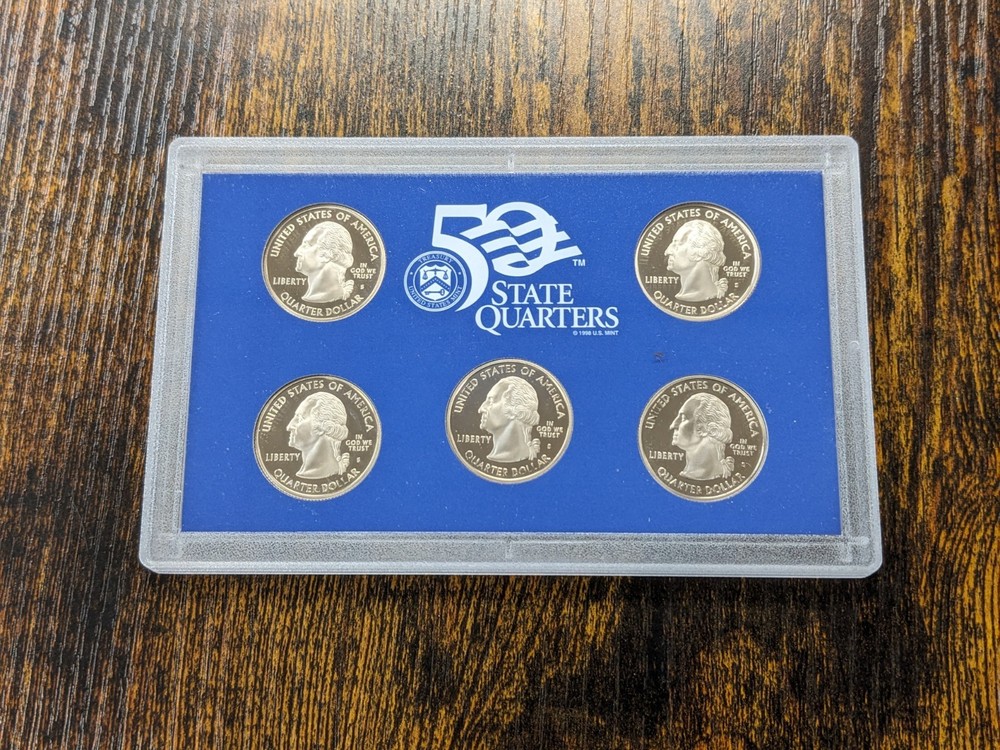 UNITED STATES OF AMERICA
LIBERTY
IN
GOD WE
TRUST
S
QUARTER DOLLAR
50
TM
TREASURY
UNITED STATES MINT
STATE
QUARTERS
© 1998 U.S. MINT
UNITED STATES OF AMERICA
LIBERTY
IN
GOD WE
TRUST
S
QUARTER DOLLAR
UNITED STATES OF AMERICA
LIBERTY
IN
GOD WE
TRUST
S
QUARTER DOLLAR
UNITED STATES OF AMERICA
LIBERTY
IN
GOD WE
TRUST
S
QUARTER DOLLAR
UNITED STATES OF AMERICA
LIBERTY
IN
GOD WE
TRUST
S
QUARTER DOLLAR